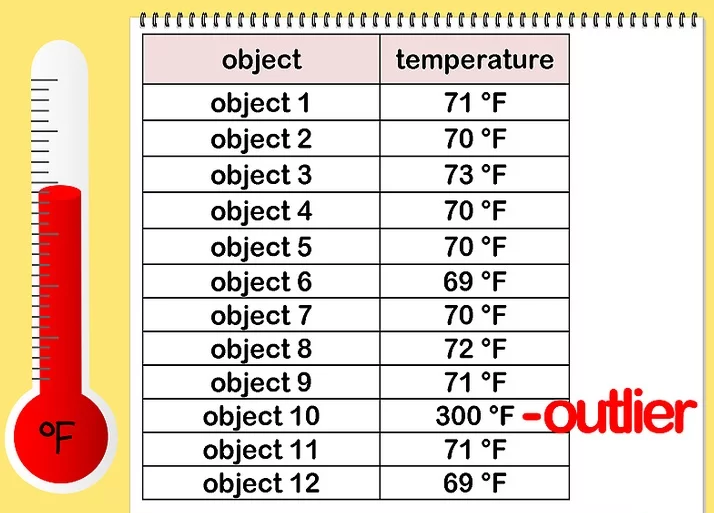 object temperature
object 1 71 °F
object 2 70 °F
object 3 73 °F
object 4 70 °F
object 5 70 °F
object 6 69 °F
object 7 70 °F
object 8 72 °F
object 9 71 °F
object 10 300 °F -outlier
object 11 71 °F
object 12 69 °F
°F